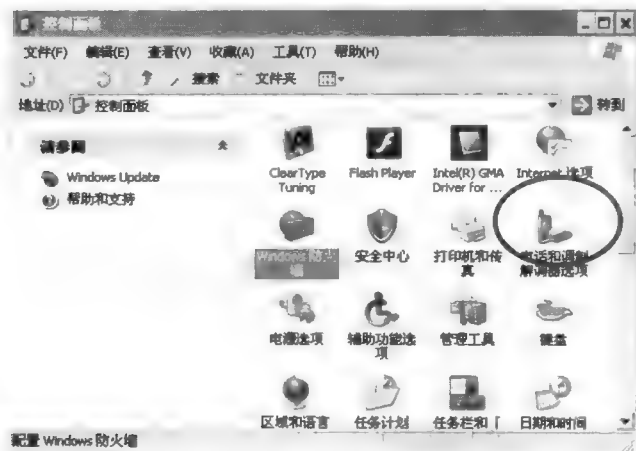 控制面板
文件(F) 编辑(E) 查看(V) 收藏(A) 工具(T) 帮助(H)
搜索 文件夹
地址(D) 控制面板 转到
请参阅
Windows Update
帮助和支持
ClearType Tuning
Flash Player
Intel(R) GMA Driver for ...
Internet 选项
Windows 防火墙
安全中心
打印机和传真
电话和调制解调器选项
电源选项
辅助功能选项
管理工具
键盘
区域和语言
任务计划
任务栏和「
日期和时间
配置 Windows 防火墙